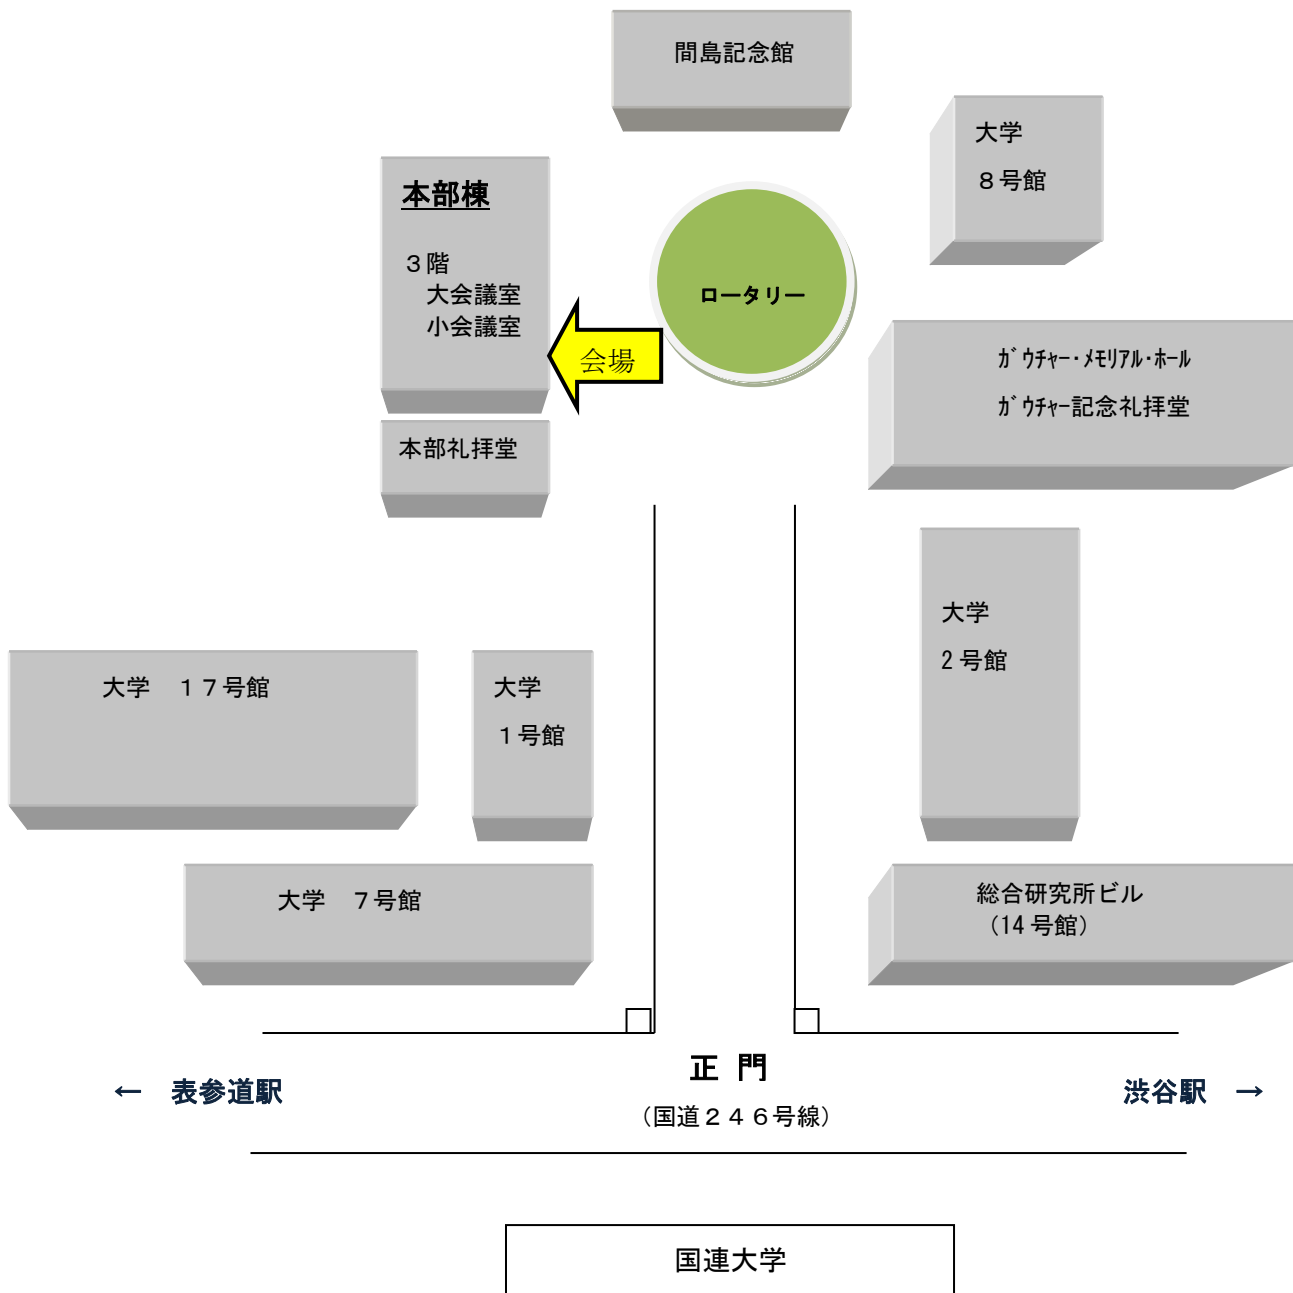 間島記念館
大学
８号館
本部棟
３階
大会議室
小会議室
ロータリー
会場
ｶﾞｳﾁｬｰ・ﾒﾓﾘｱﾙ・ﾎｰﾙ
ｶﾞｳﾁｬｰ記念礼拝堂
本部礼拝堂
大学
2号館
大学　１７号館
大学
１号館
大学　７号館
総合研究所ビル
（14号館）
正 門
←　表参道駅
渋谷駅　→
（国道２４６号線）
国連大学